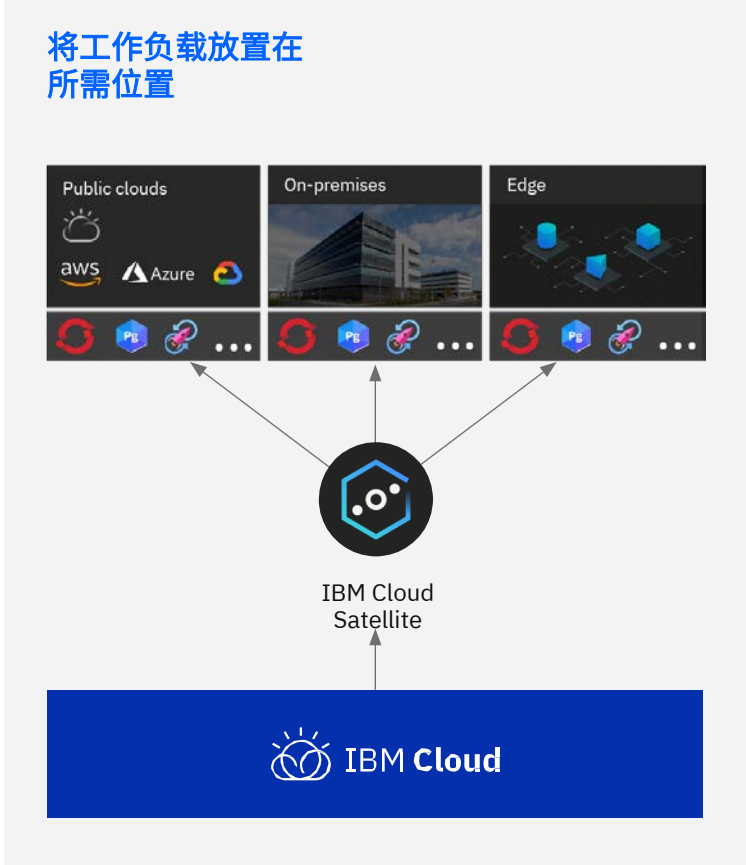 将工作负载放置在
所需位置
Public clouds
aws Azure
Pg
On-premises
Pg
Edge
Pg
IBM Cloud
Satellite
IBM Cloud